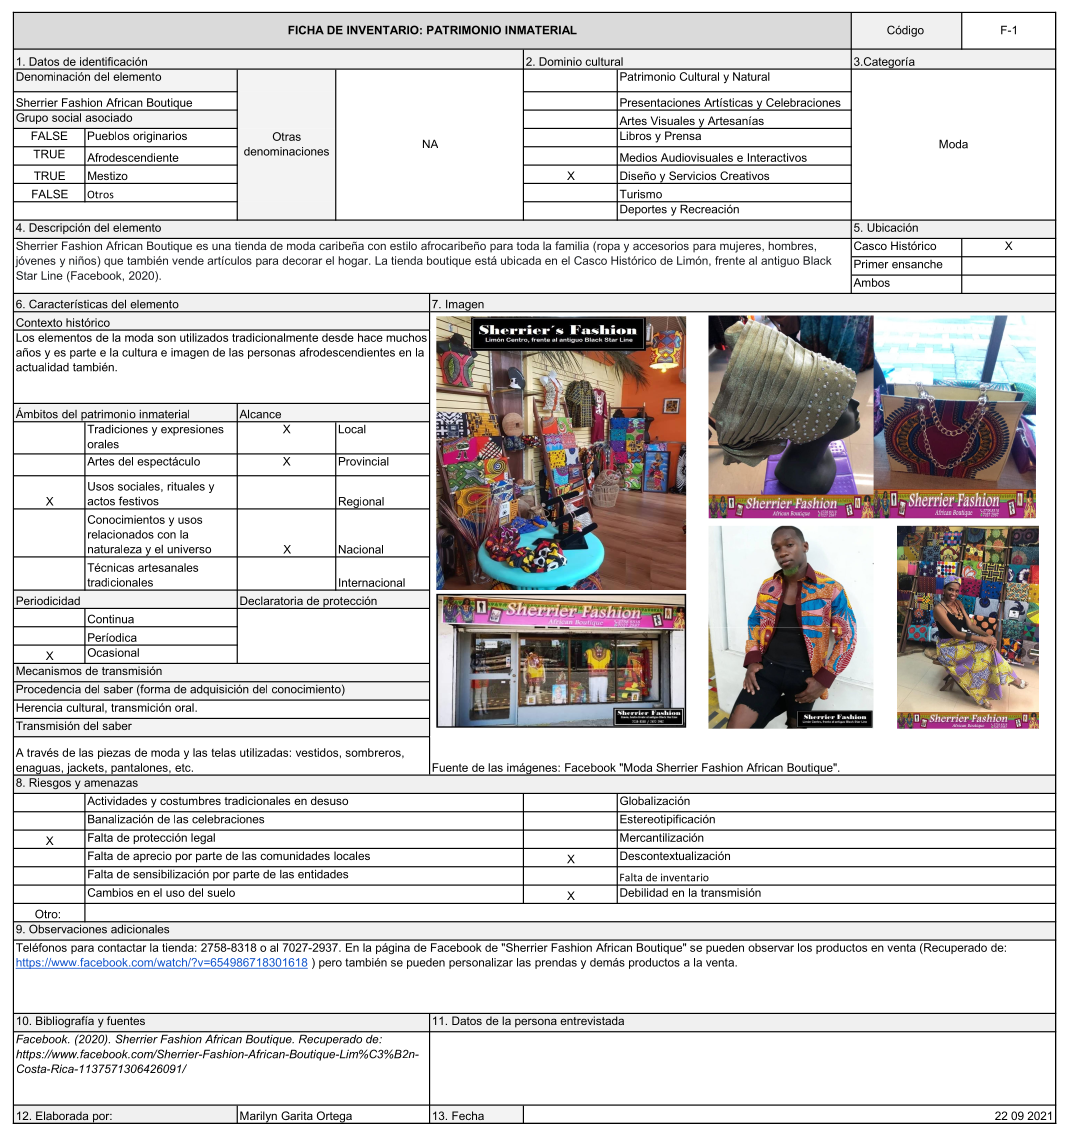 FICHA DE INVENTARIO: PATRIMONIO INMATERIAL
Código
F-1
1. Datos de identificación
2. Dominio cultural
3.Categoría
Denominación del elemento
Sherrier Fashion African Boutique
Grupo social asociado
FALSE Pueblos originarios
TRUE Afrodescendiente
TRUE Mestizo
FALSE Otros
Otras
denominaciones
NA
Patrimonio Cultural y Natural
Presentaciones Artísticas y Celebraciones
Artes Visuales y Artesanías
Libros y Prensa
Medios Audiovisuales e Interactivos
X Diseño y Servicios Creativos
Turismo
Deportes y Recreación
Moda
4. Descripción del elemento
Sherrier Fashion African Boutique es una tienda de moda caribeña con estilo afrocaribeño para toda la familia (ropa y accesorios para mujeres, hombres,
jóvenes y niños) que también vende artículos para decorar el hogar. La tienda boutique está ubicada en el Casco Histórico de Limón, frente al antiguo Black
Star Line (Facebook, 2020).
5. Ubicación
Casco Histórico X
Primer ensanche
Ambos
6. Características del elemento
Contexto histórico
Los elementos de la moda son utilizados tradicionalmente desde hace muchos
años y es parte e la cultura e imagen de las personas afrodescendientes en la
actualidad también.
Ámbitos del patrimonio inmaterial
Alcance
Tradiciones y expresiones
orales
X Local
Artes del espectáculo
X Provincial
X Usos sociales, rituales y
actos festivos
Regional
Conocimientos y usos
relacionados con la
naturaleza y el universo
X Nacional
Técnicas artesanales
tradicionales
Internacional
Periodicidad
Declaratoria de protección
Continua
Períodica
X Ocasional
Mecanismos de transmisión
Procedencia del saber (forma de adquisición del conocimiento)
Herencia cultural, transmición oral.
Transmisión del saber
A través de las piezas de moda y las telas utilizadas: vestidos, sombreros,
enaguas, jackets, pantalones, etc.
7. Imagen
Sherrier´s Fashion
Limón Centro, frente al antiguo Black Star Line
Sherrier Fashion
African Boutique
Sherrier Fashion
African Boutique
Sherrier Fashion
African Boutique
Sherrier Fashion
Sherrier Fashion
Sherrier Fashion
African Boutique
Fuente de las imágenes: Facebook "Moda Sherrier Fashion African Boutique".
8. Riesgos y amenazas
Actividades y costumbres tradicionales en desuso
Globalización
Banalización de las celebraciones
Estereotipificación
X Falta de protección legal
Mercantilización
Falta de aprecio por parte de las comunidades locales
X Descontextualización
Falta de sensibilización por parte de las entidades
Falta de inventario
Cambios en el uso del suelo
X Debilidad en la transmisión
Otro:
9. Observaciones adicionales
Teléfonos para contactar la tienda: 2758-8318 o al 7027-2937. En la página de Facebook de "Sherrier Fashion African Boutique" se pueden observar los productos en venta (Recuperado de:
https://www.facebook.com/watch/?v=654986718301618 ) pero también se pueden personalizar las prendas y demás productos a la venta.
10. Bibliografía y fuentes
11. Datos de la persona entrevistada
Facebook. (2020). Sherrier Fashion African Boutique. Recuperado de:
https://www.facebook.com/Sherrier-Fashion-African-Boutique-Lim%C3%B2n-
Costa-Rica-1137571306426091/
12. Elaborada por:
Marilyn Garita Ortega
13. Fecha
22 09 2021